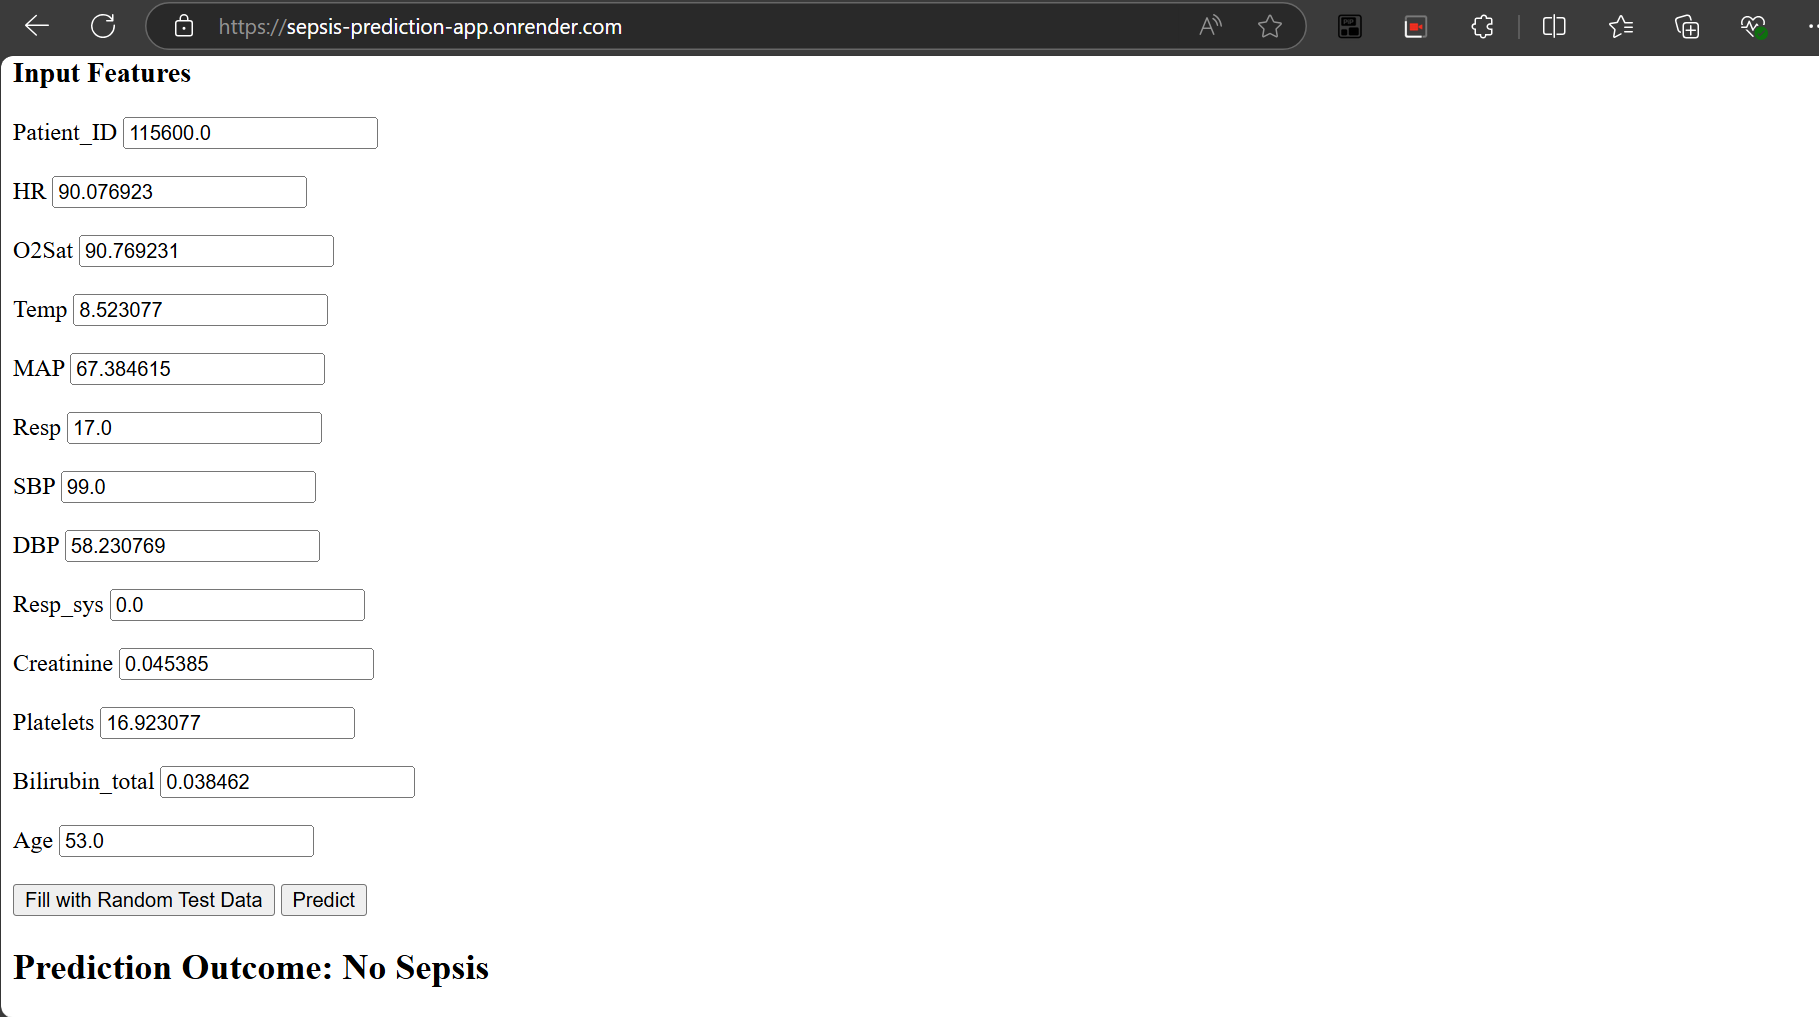 https://sepsis-prediction-app.onrender.com
Input Features
Patient_ID 115600.0
HR 90.076923
O2Sat 90.769231
Temp 8.523077
MAP 67.384615
Resp 17.0
SBP 99.0
DBP 58.230769
Resp_sys 0.0
Creatinine 0.045385
Platelets 16.923077
Bilirubin_total 0.038462
Age 53.0
Fill with Random Test Data Predict
Prediction Outcome: No Sepsis